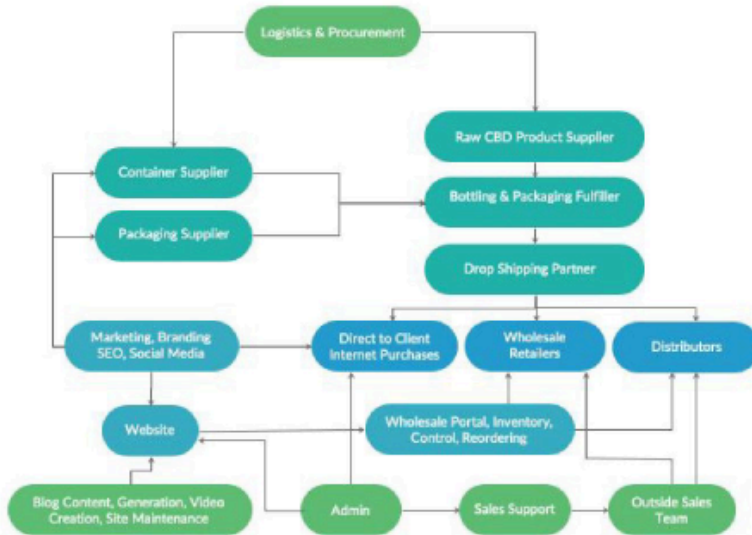 Logistics & Procurement
Raw CBD Product Supplier
Container Supplier
Bottling & Packaging Fulfiller
Packaging Supplier
Drop Shipping Partner
Marketing, Branding
SEO, Social Media
Direct to Client
Internet Purchases
Wholesale
Retailers
Distributors
Website
Wholesale Portal, Inventory,
Control, Reordering
Blog Content, Generation, Video
Creation, Site Maintenance
Admin
Sales Support
Outside Sales
Team